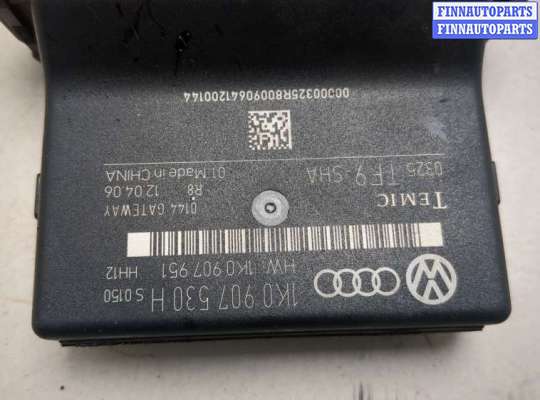 FINNAUTOPARTS
FINNAUTOPARTS
FINNAUTOPARTS
1K0 907 530 H S 0150
HW: 1K0 907 951 HH12
0144 GATEWAY
R8 12.04.06
01 Made in CHINA
TEMIC
0325 TF9-SHA